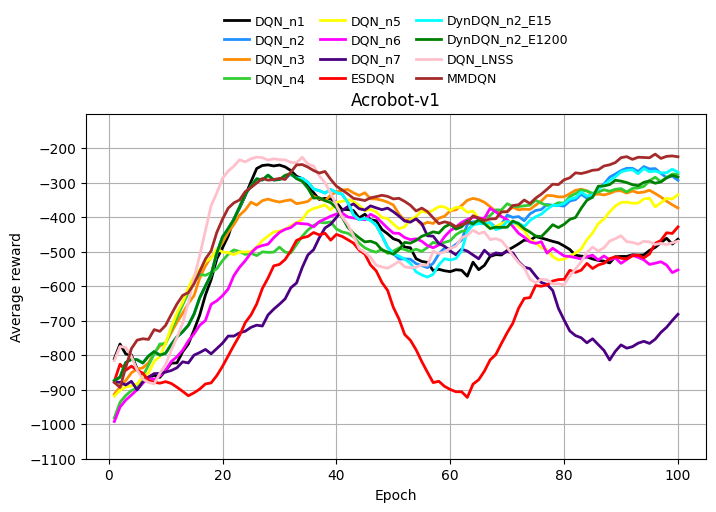 DQN_n1 DQN_n5 DynDQN_n2_E15
DQN_n2 DQN_n6 DynDQN_n2_E1200
DQN_n3 DQN_n7 DQN_LNSS
DQN_n4 ESDQN MMDQN
Acrobot-v1
−200
−300
−400
−500
−600
−700
−800
−900
−1000
−1100
Average reward
0 20 40 60 80 100
Epoch